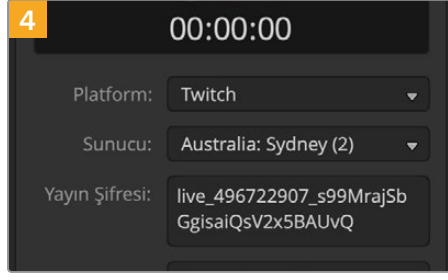 4
00:00:00
Platform: Twitch
Sunucu: Australia: Sydney (2)
Yayın Şifresi: live_496722907_s99MrajSb
GgisaiQsV2x5BAUvQ